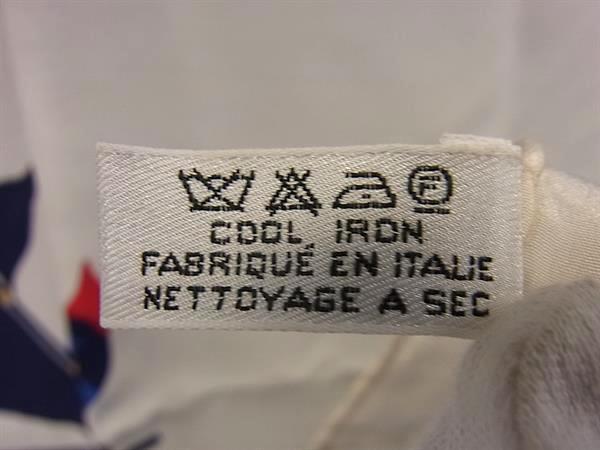 F
COOL IRON
FABRIQUÉ EN ITALIE
NETTOYAGE A SEC